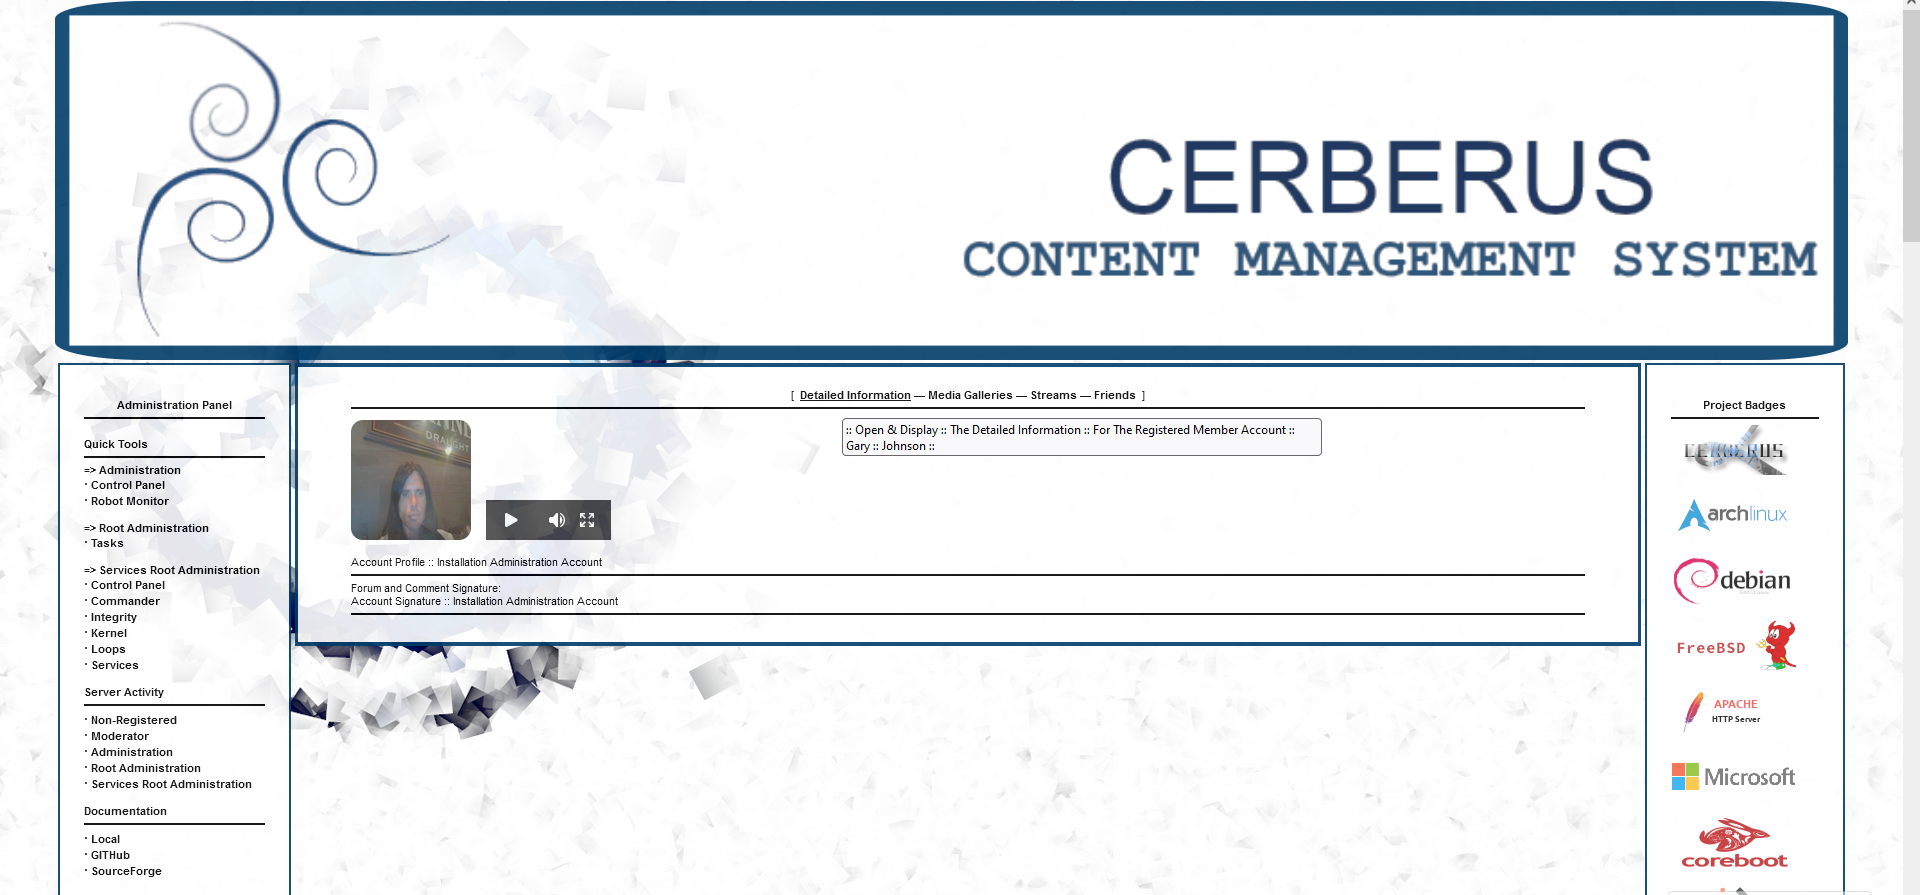 CERBERUS
CONTENT MANAGEMENT SYSTEM
Administration Panel
Quick Tools
=> Administration
· Control Panel
· Robot Monitor
=> Root Administration
· Tasks
=> Services Root Administration
· Control Panel
· Commander
· Integrity
· Kernel
· Loops
· Services
Server Activity
· Non-Registered
· Moderator
· Administration
· Root Administration
· Services Root Administration
Documentation
· Local
· GITHub
· SourceForge
[ Detailed Information — Media Galleries — Streams — Friends ]
:: Open & Display :: The Detailed Information :: For The Registered Member Account ::
Gary :: Johnson ::
DRAUGHT
Account Profile :: Installation Administration Account
Forum and Comment Signature:
Account Signature :: Installation Administration Account
Project Badges
CERBERUS
archlinux
debian
FreeBSD
APACHE
HTTP Server
Microsoft
coreboot